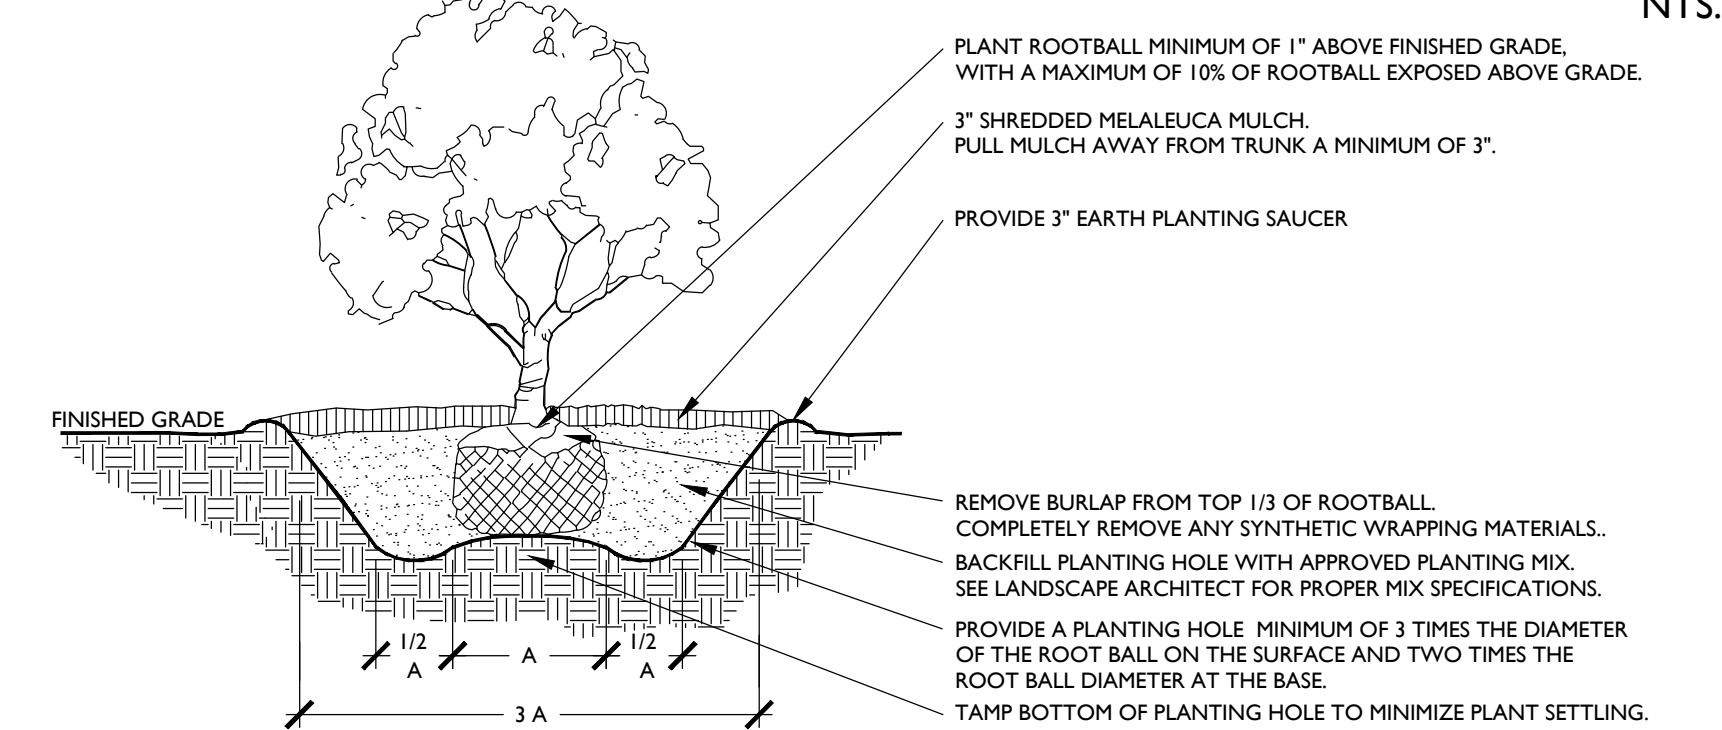 NTS.
PLANT ROOTBALL MINIMUM OF 1" ABOVE FINISHED GRADE,
WITH A MAXIMUM OF 10% OF ROOTBALL EXPOSED ABOVE GRADE.
3" SHREDDED MELALEUCA MULCH.
PULL MULCH AWAY FROM TRUNK A MINIMUM OF 3".
PROVIDE 3" EARTH PLANTING SAUCER
FINISHED GRADE
REMOVE BURLAP FROM TOP 1/3 OF ROOTBALL.
COMPLETELY REMOVE ANY SYNTHETIC WRAPPING MATERIALS..
BACKFILL PLANTING HOLE WITH APPROVED PLANTING MIX.
SEE LANDSCAPE ARCHITECT FOR PROPER MIX SPECIFICATIONS.
PROVIDE A PLANTING HOLE  MINIMUM OF 3 TIMES THE DIAMETER
OF THE ROOT BALL ON THE SURFACE AND TWO TIMES THE
ROOT BALL DIAMETER AT THE BASE.
TAMP BOTTOM OF PLANTING HOLE TO MINIMIZE PLANT SETTLING.
1/2
A
A
1/2
A
3 A